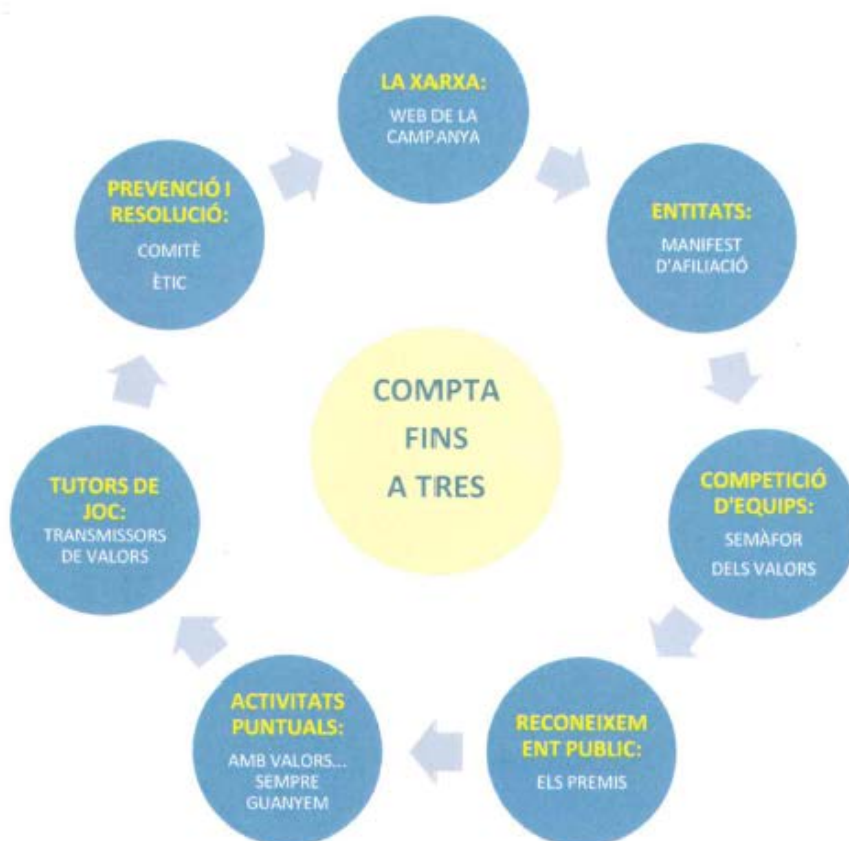 LA XARXA:
WEB DE LA
CAMPANYA
ENTITATS:
MANIFEST
D'AFILIACIÓ
COMPETICIÓ
D'EQUIPS:
SEMÀFOR
DELS VALORS
RECONEIXEM
ENT PUBLIC:
ELS PREMIS
ACTIVITATS
PUNTUALS:
AMB VALORS...
SEMPRE
GUANYEM
TUTORS DE
JOC:
TRANSMISSORS
DE VALORS
PREVENCIÓ I
RESOLUCIÓ:
COMITÈ
ÈTIC
COMPTA
FINS
A TRES